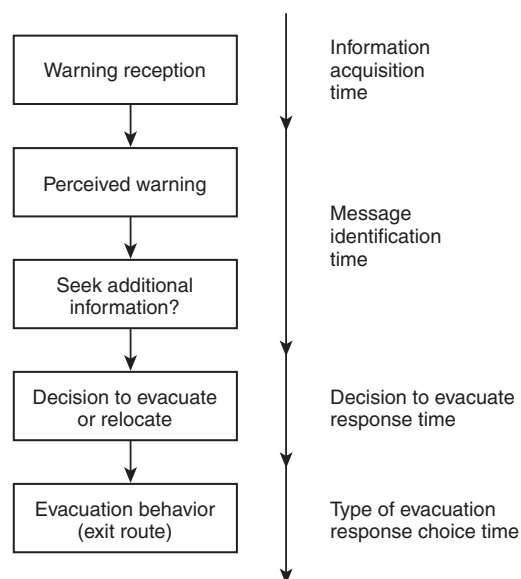 Warning reception
Information
acquisition
time
Perceived warning
Message
identification
time
Seek additional
information?
Decision to evacuate
or relocate
Decision to evacuate
response time
Evacuation behavior
(exit route)
Type of evacuation
response choice time